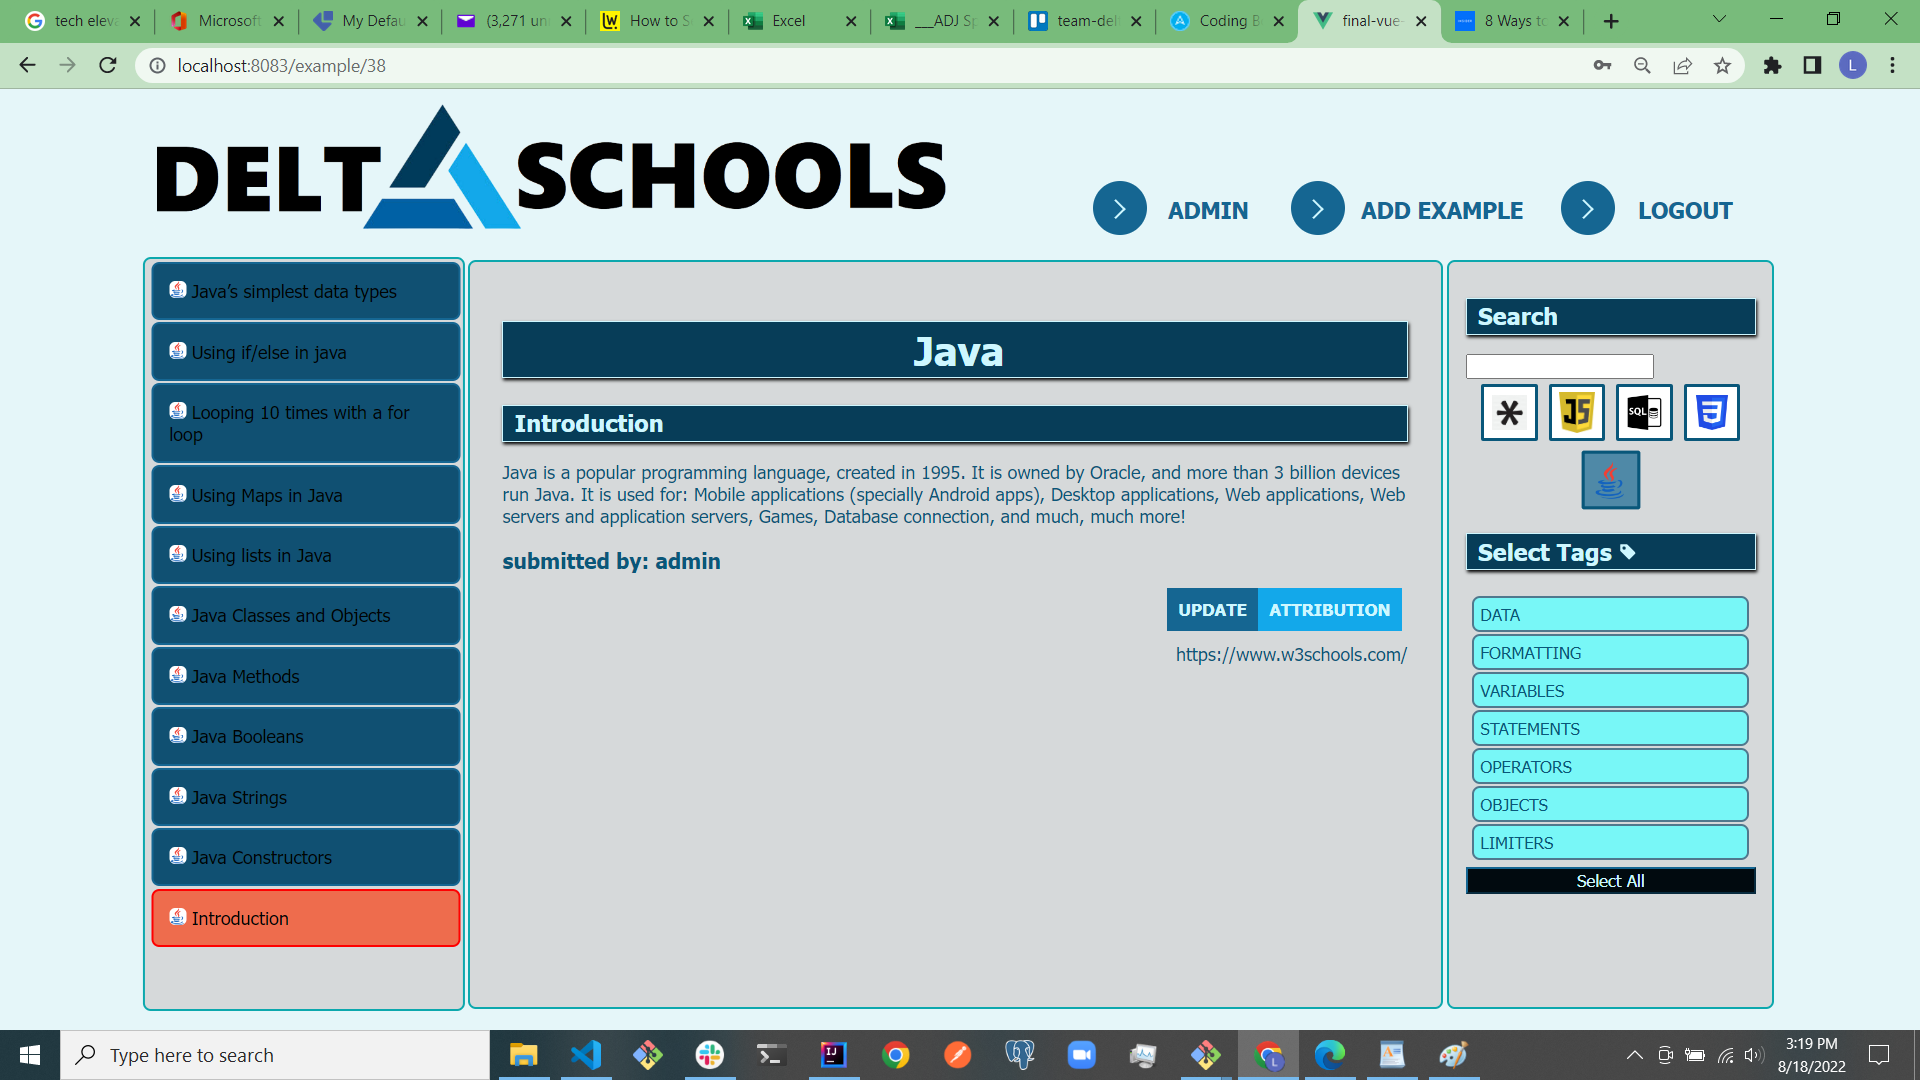 tech eleva
Microsoft
My Defau
(3,271 un
How to S
Excel
___ADJ Sp
team-del
Coding B
final-vue-
8 Ways to
localhost:8083/example/38
L
DELTA SCHOOLS
ADMIN
ADD EXAMPLE
LOGOUT
Java's simplest data types
Using if/else in java
Looping 10 times with a for
loop
Using Maps in Java
Using lists in Java
Java Classes and Objects
Java Methods
Java Booleans
Java Strings
Java Constructors
Introduction
Java
Introduction
Java is a popular programming language, created in 1995. It is owned by Oracle, and more than 3 billion devices
run Java. It is used for: Mobile applications (specially Android apps), Desktop applications, Web applications, Web
servers and application servers, Games, Database connection, and much, much more!
submitted by: admin
UPDATE
ATTRIBUTION
https://www.w3schools.com/
Search
JS
SQL
Select Tags
DATA
FORMATTING
VARIABLES
STATEMENTS
OPERATORS
OBJECTS
LIMITERS
Select All
Type here to search
3:19 PM
8/18/2022